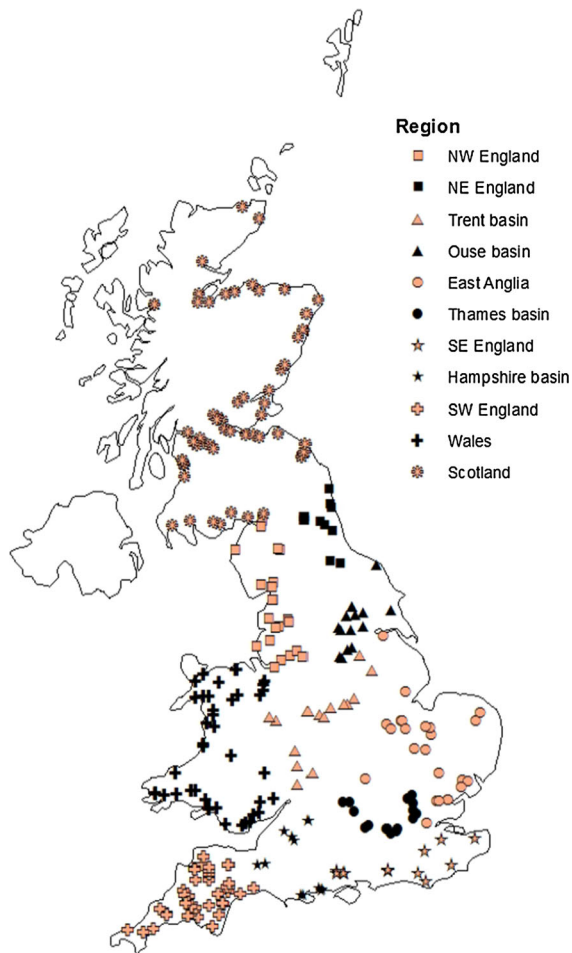 Region
NW England
NE England
Trent basin
Ouse basin
East Anglia
Thames basin
SE England
Hampshire basin
SW England
Wales
Scotland